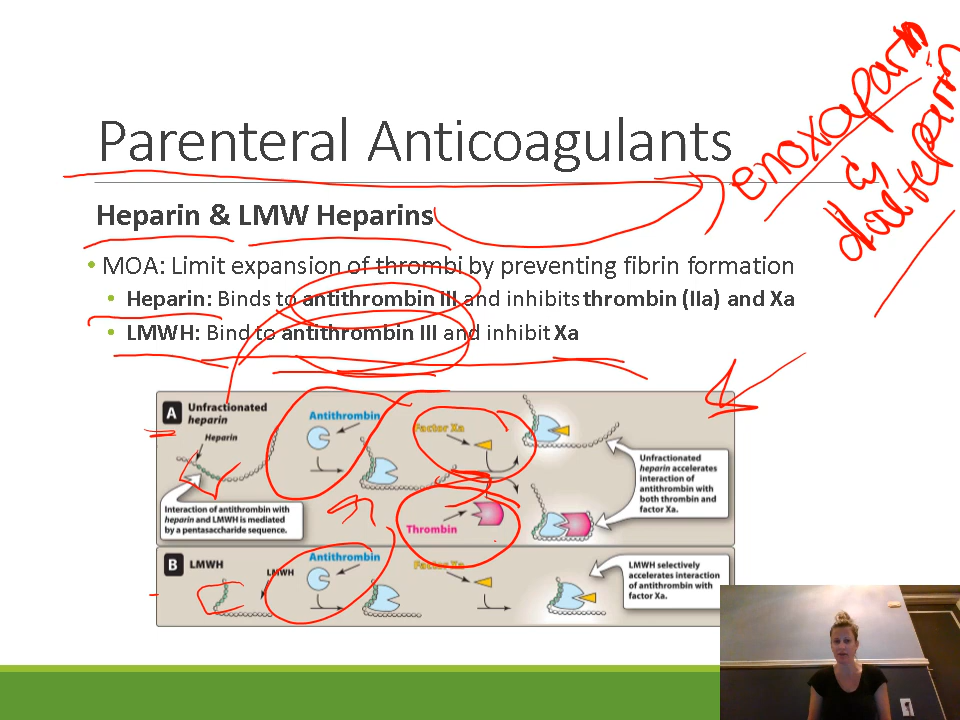 Parenteral Anticoagulants
enoxaparin
&
dalteparin
Heparin & LMW Heparins
• MOA: Limit expansion of thrombi by preventing fibrin formation
• Heparin: Binds to antithrombin III and inhibits thrombin (IIa) and Xa
• LMWH: Bind to antithrombin III and inhibit Xa
A Unfractionated
heparin
Heparin
Antithrombin
Factor Xa
Thrombin
Interaction of antithrombin with
heparin and LMWH is mediated
by a pentasaccharide sequence.
Unfractionated
heparin accelerates
interaction of
antithrombin with
both thrombin and
factor Xa.
B LMWH
LMWH
Antithrombin
Factor Xa
LMWH selectively
accelerates interaction
of antithrombin with
factor Xa.